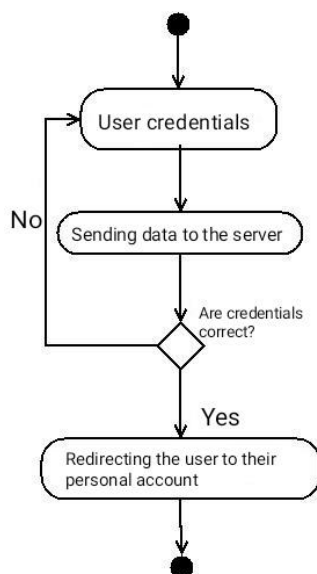 User credentials
No
Sending data to the server
Are credentials
correct?
Yes
Redirecting the user to their
personal account